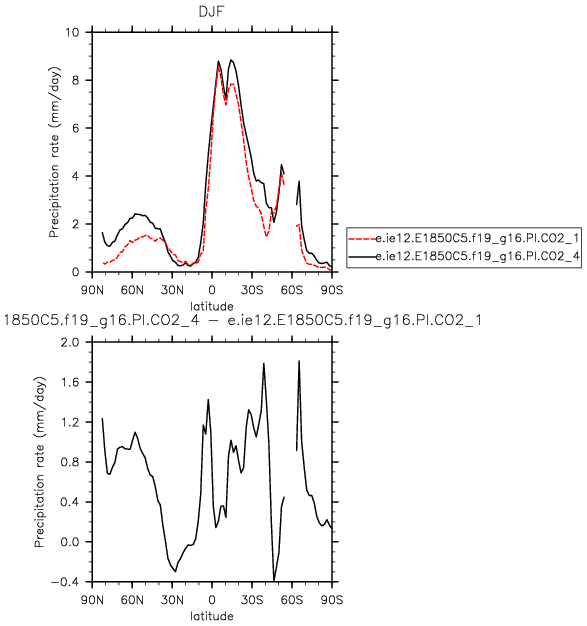 DJF
Precipitation rate (mm/day)
10
8
6
4
2
0
90N 60N 30N 0 30S 60S 90S
latitude
e.ie12.E1850C5.f19_g16.PI.CO2_1
e.ie12.E1850C5.f19_g16.PI.CO2_4
1850C5.f19_g16.PI.CO2_4 − e.ie12.E1850C5.f19_g16.PI.CO2_1
Precipitation rate (mm/day)
2.0
1.6
1.2
0.8
0.4
0.0
−0.4
90N 60N 30N 0 30S 60S 90S
latitude